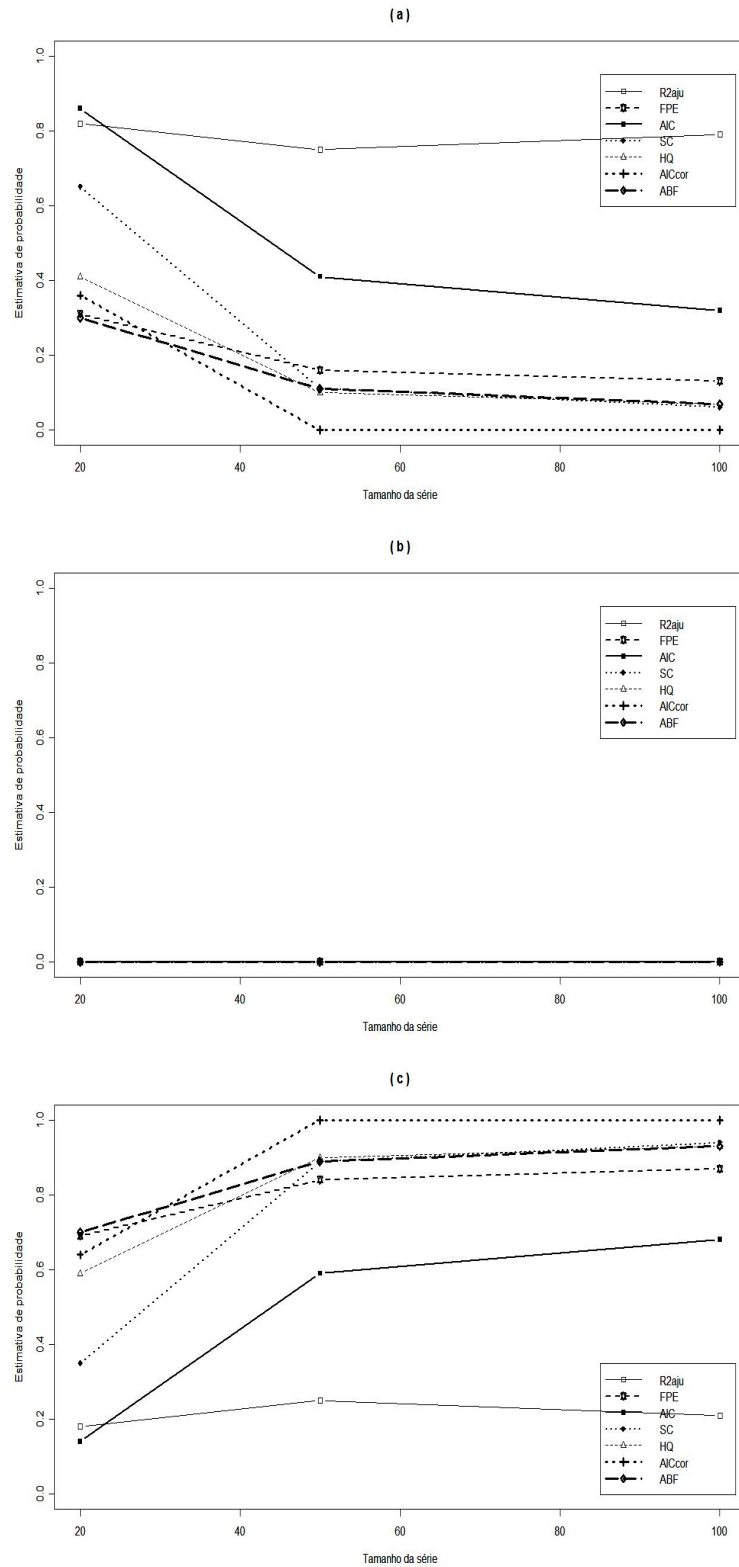 ( a )
Estimativa de probabilidade
1.0
0.8
0.6
0.4
0.2
0.0
R2aju
FPE
AIC
SC
HQ
AICcor
ABF
20 40 60 80 100
Tamanho da série
( b )
Estimativa de probabilidade
1.0
0.8
0.6
0.4
0.2
0.0
R2aju
FPE
AIC
SC
HQ
AICcor
ABF
20 40 60 80 100
Tamanho da série
( c )
Estimativa de probabilidade
1.0
0.8
0.6
0.4
0.2
0.0
R2aju
FPE
AIC
SC
HQ
AICcor
ABF
20 40 60 80 100
Tamanho da série